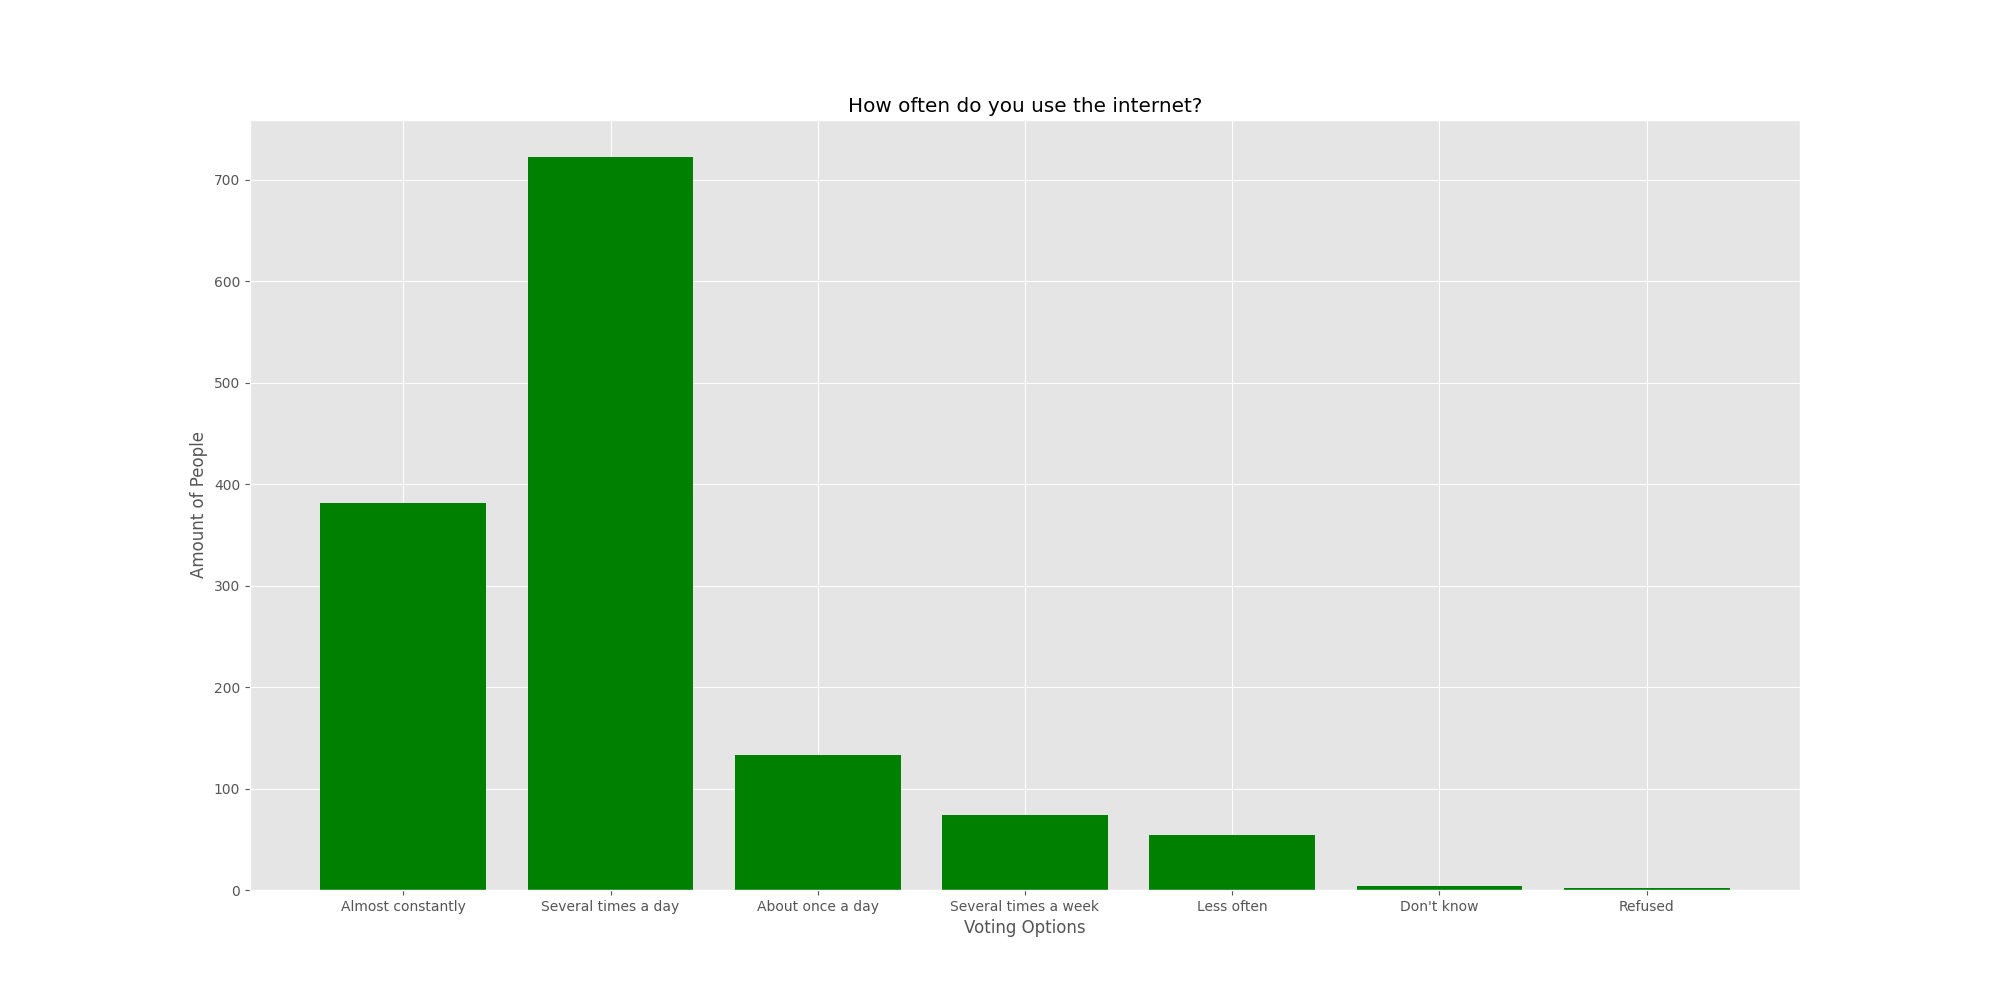 How often do you use the internet?
700
600
500
400
300
200
100
0
Amount of People
Almost constantly
Several times a day
About once a day
Several times a week
Less often
Don't know
Refused
Voting Options